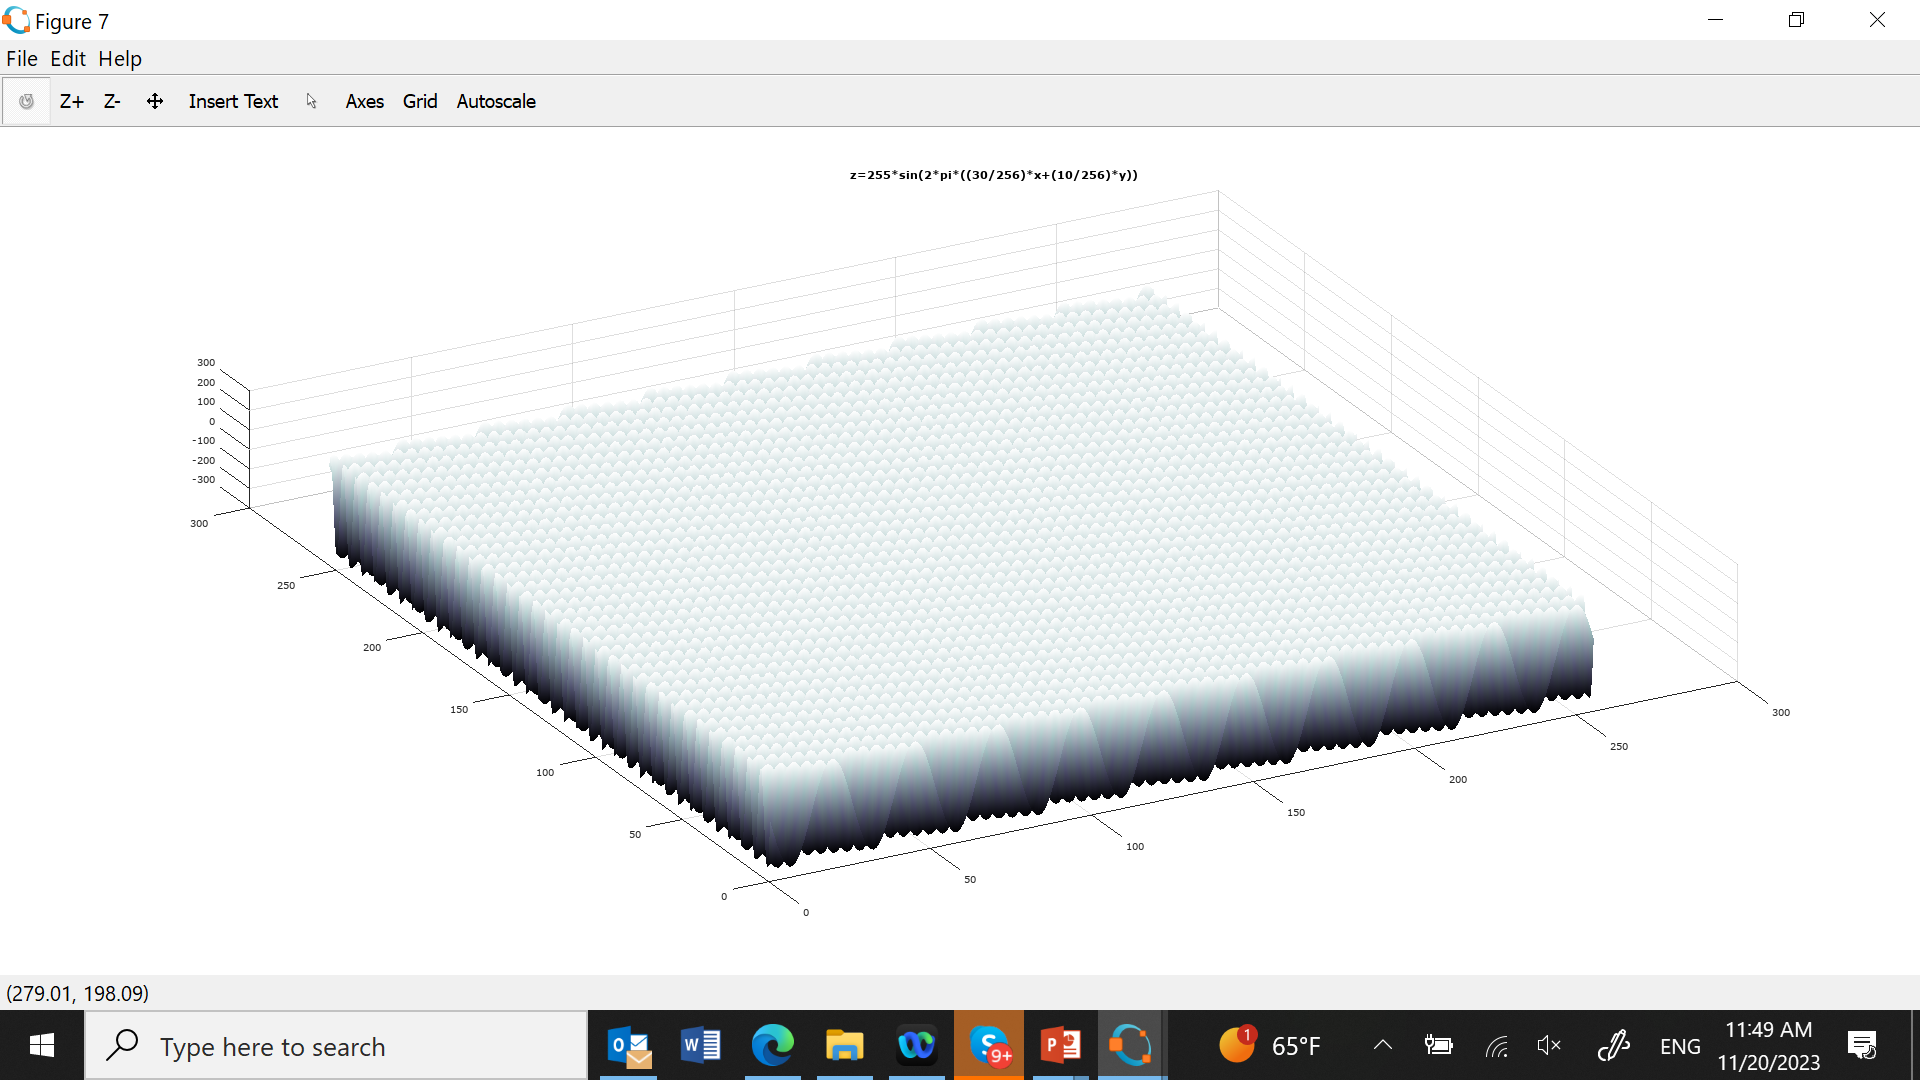 Figure 7
File Edit Help
Z+ Z- Insert Text Axes Grid Autoscale
z=255*sin(2*pi*((30/256)*x+(10/256)*y))
300
200
100
0
-100
-200
-300
300
250
200
150
100
50
0
0
50
100
150
200
250
300
(279.01, 198.09)
Type here to search
O
W
S
9+
P
1
65°F
ENG
11:49 AM
11/20/2023